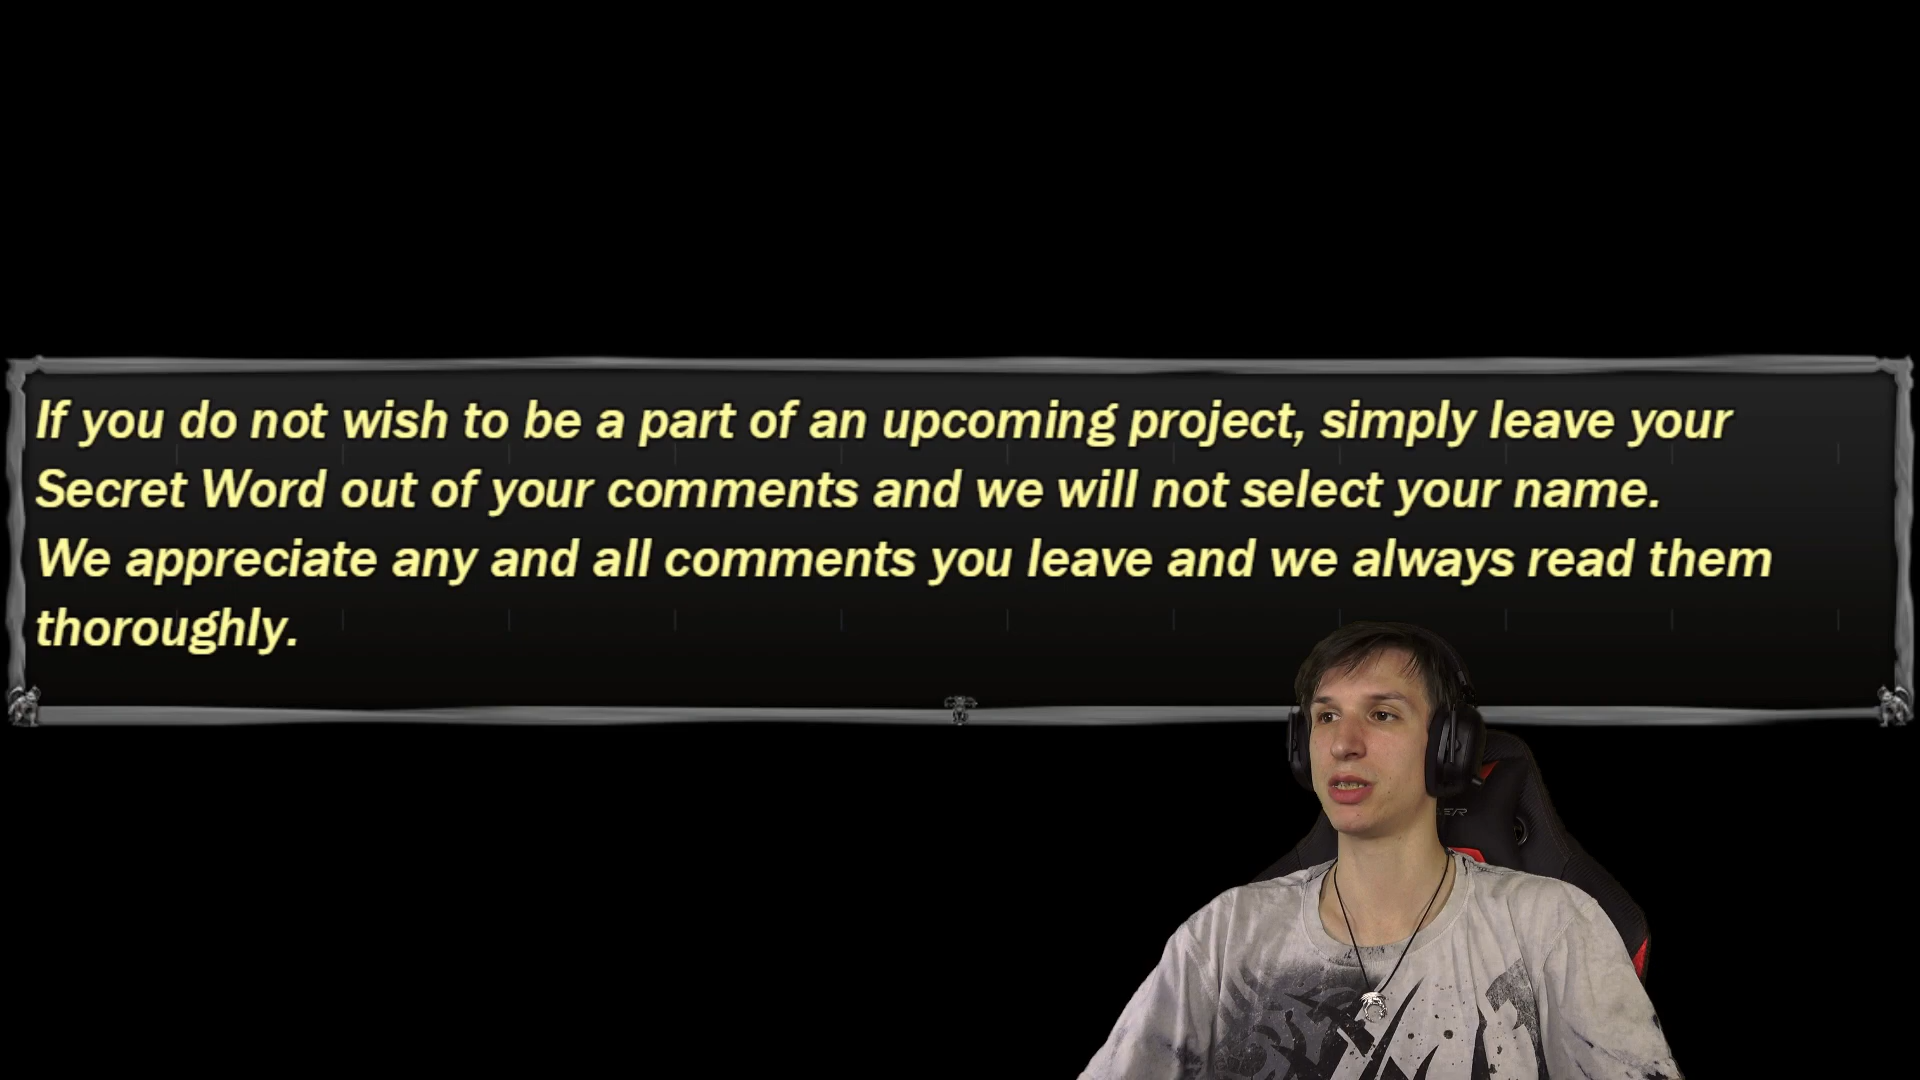 If you do not wish to be a part of an upcoming project, simply leave your
Secret Word out of your comments and we will not select your name.
We appreciate any and all comments you leave and we always read them
thoroughly.